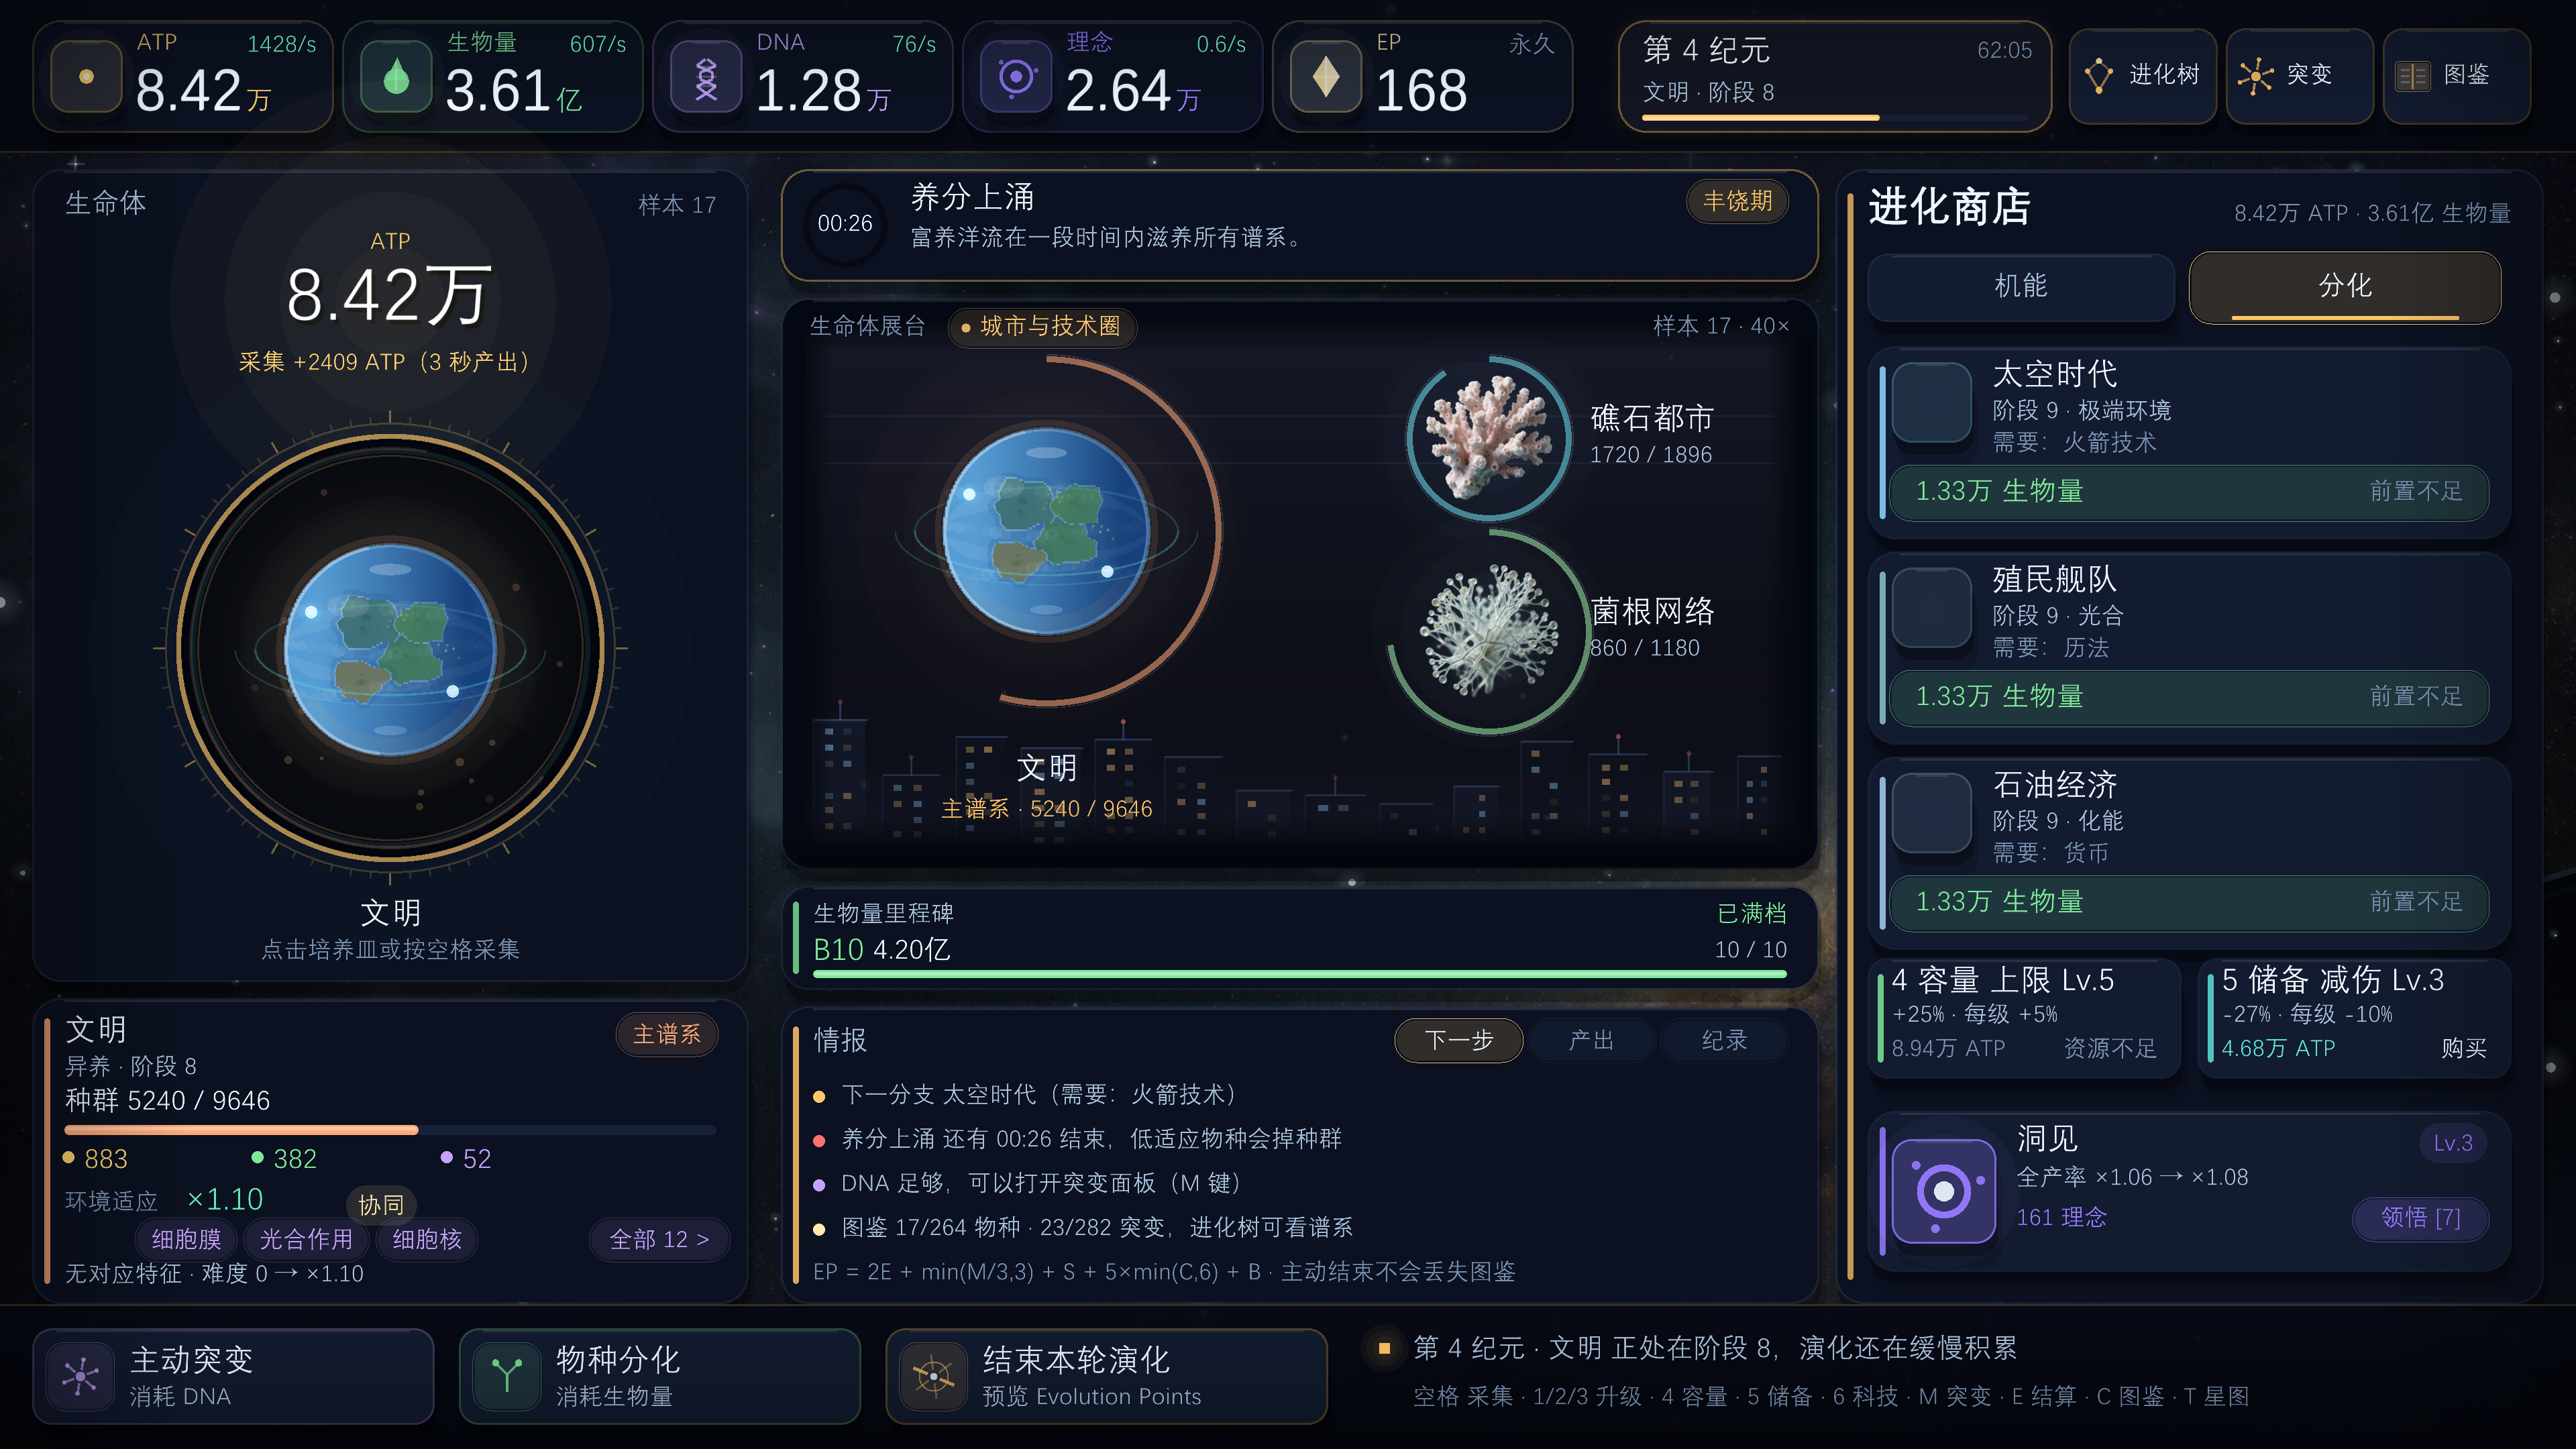 ATP 1428/s
8.42万
生物量 607/s
3.61亿
DNA 76/s
1.28万
理念 0.6/s
2.64万
EP 永久
168
第 4 纪元 62:05
文明 · 阶段 8
进化树
突变
图鉴
生命体 样本 17
ATP
8.42万
采集 +2409 ATP（3 秒产出）
文明
点击培养皿或按空格采集
文明 主谱系
异养 · 阶段 8
种群 5240 / 9646
883 382 52
环境适应 ×1.10 协同
细胞膜 光合作用 细胞核 全部 12 >
无对应特征 · 难度 0 → ×1.10
00:26
养分上涌 丰饶期
富养洋流在一段时间内滋养所有谱系。
生命体展台 城市与技术圈 样本 17 · 40×
礁石都市
1720 / 1896
菌根网络
860 / 1180
文明
主谱系 · 5240 / 9646
生物量里程碑 已满档
B10 4.20亿 10 / 10
情报 下一步 产出 纪录
下一分支 太空时代（需要：火箭技术）
养分上涌 还有 00:26 结束，低适应物种会掉种群
DNA 足够，可以打开突变面板（M 键）
图鉴 17/264 物种 · 23/282 突变，进化树可看谱系
EP = 2E + min(M/3,3) + S + 5×min(C,6) + B · 主动结束不会丢失图鉴
进化商店 8.42万 ATP · 3.61亿 生物量
机能 分化
太空时代
阶段 9 · 极端环境
需要：火箭技术
1.33万 生物量 前置不足
殖民舰队
阶段 9 · 光合
需要：历法
1.33万 生物量 前置不足
石油经济
阶段 9 · 化能
需要：货币
1.33万 生物量 前置不足
4 容量 上限 Lv.5
+25% · 每级 +5%
8.94万 ATP 资源不足
5 储备 减伤 Lv.3
-27% · 每级 -10%
4.68万 ATP 购买
洞见 Lv.3
全产率 ×1.06 → ×1.08
161 理念 领悟 [7]
主动突变
消耗 DNA
物种分化
消耗生物量
结束本轮演化
预览 Evolution Points
第 4 纪元 · 文明 正处在阶段 8，演化还在缓慢积累
空格 采集 · 1/2/3 升级 · 4 容量 · 5 储备 · 6 科技 · M 突变 · E 结算 · C 图鉴 · T 星图